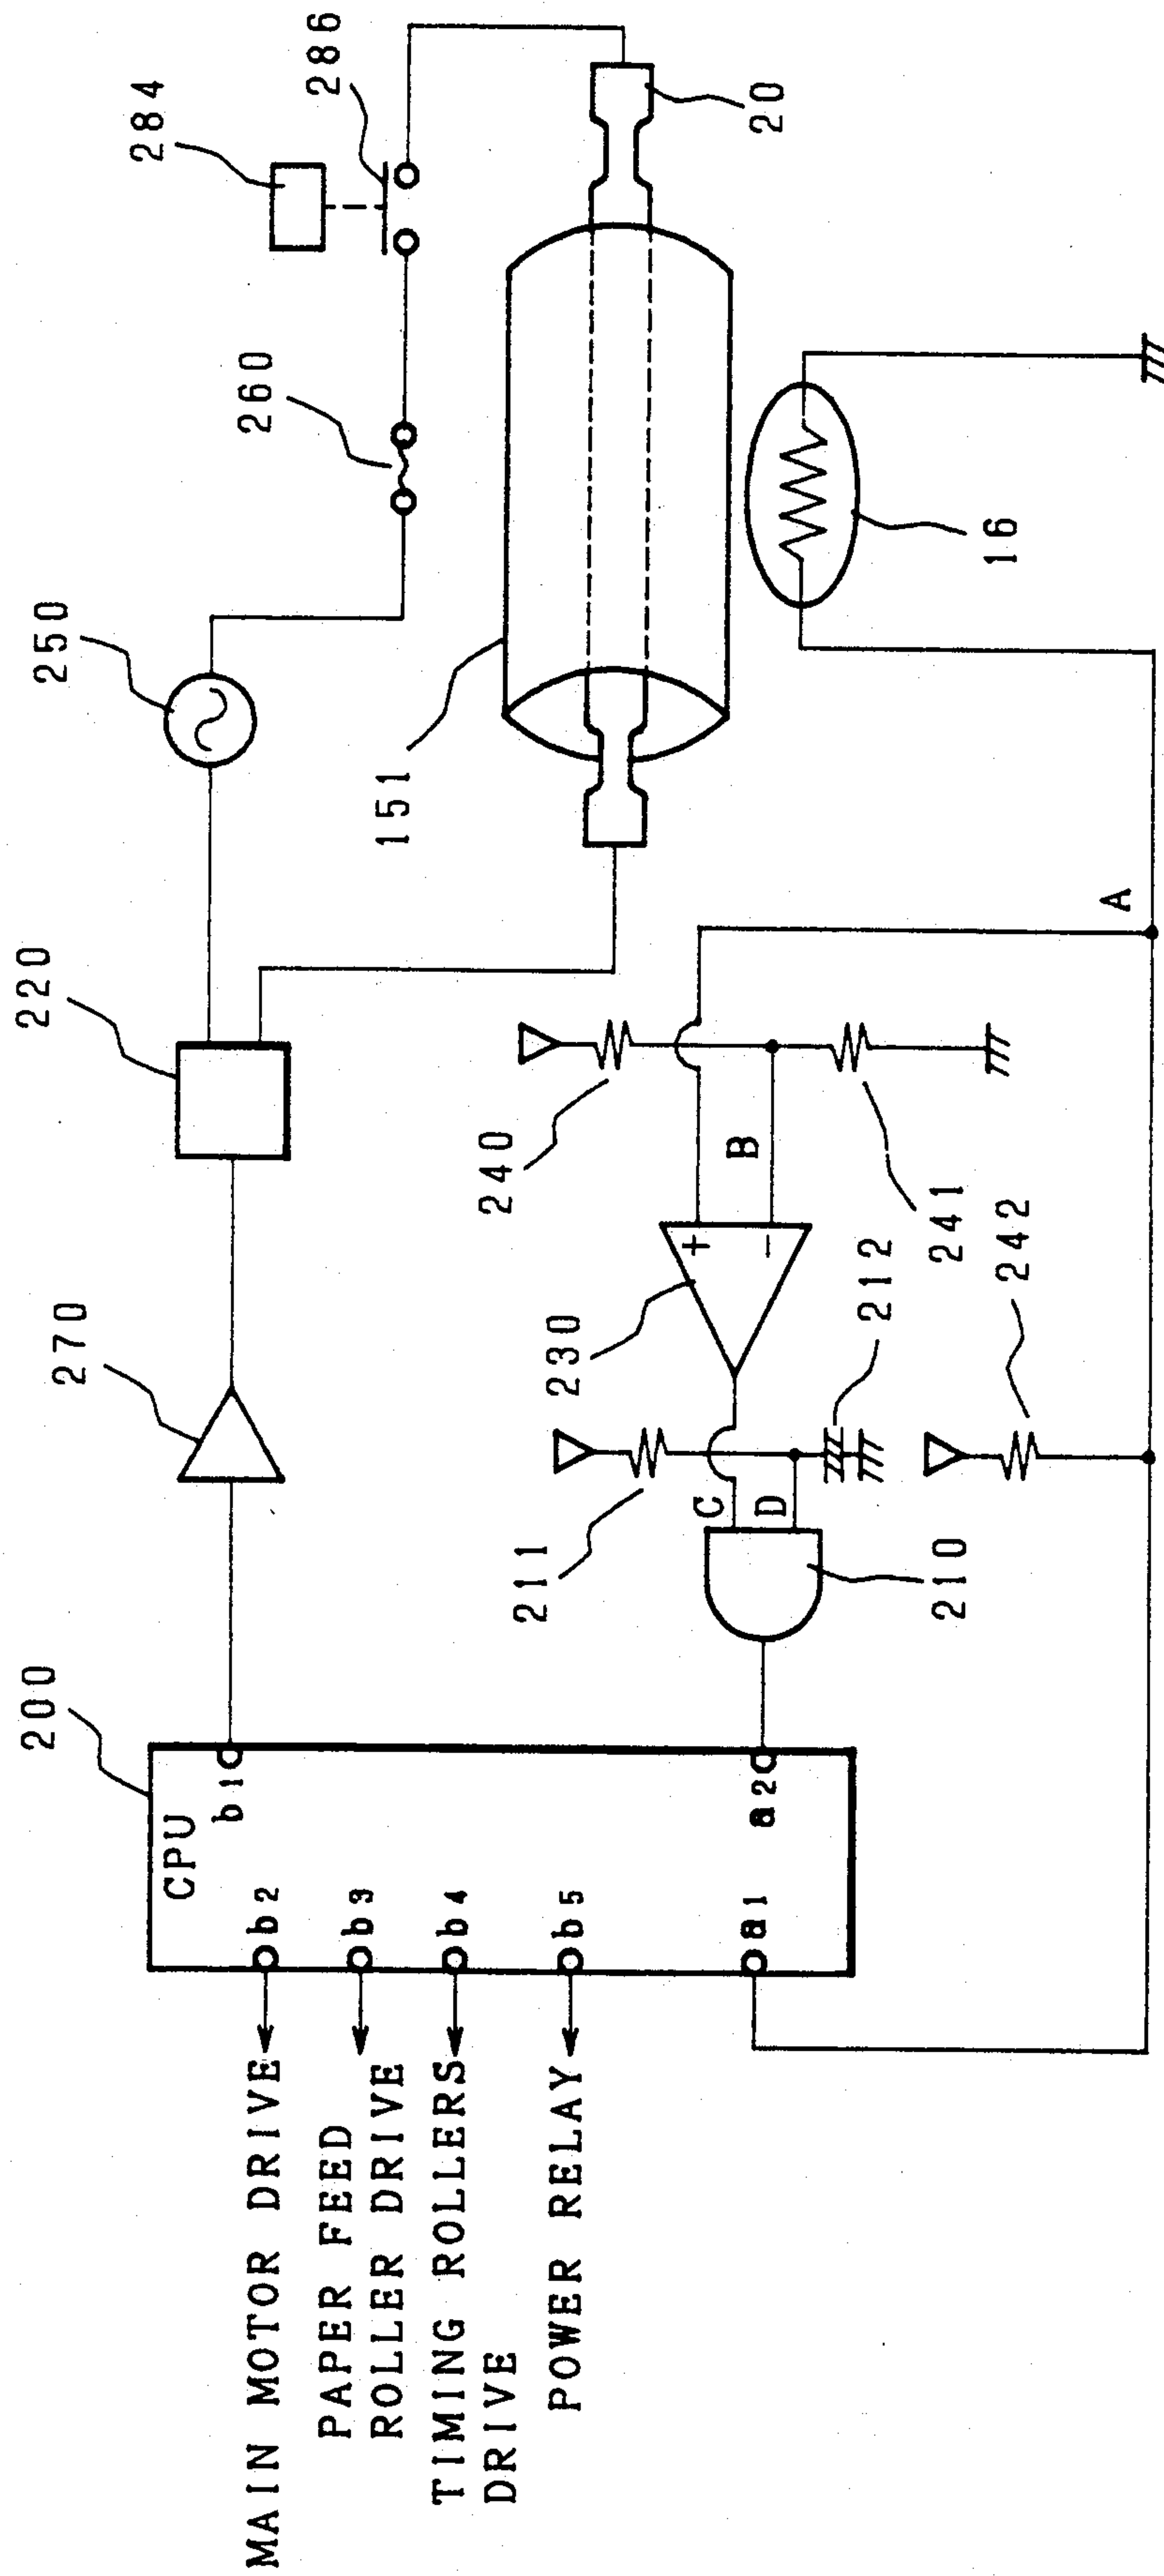 284
286
20
260
16
250
151
220
A
240
B
241
242
270
+
−
230
212
C
D
211
210
200
CPU
b1
a2
b2
b3
b4
b5
a1
MAIN MOTOR DRIVE
PAPER FEED
ROLLER DRIVE
TIMING ROLLERS
DRIVE
POWER RELAY